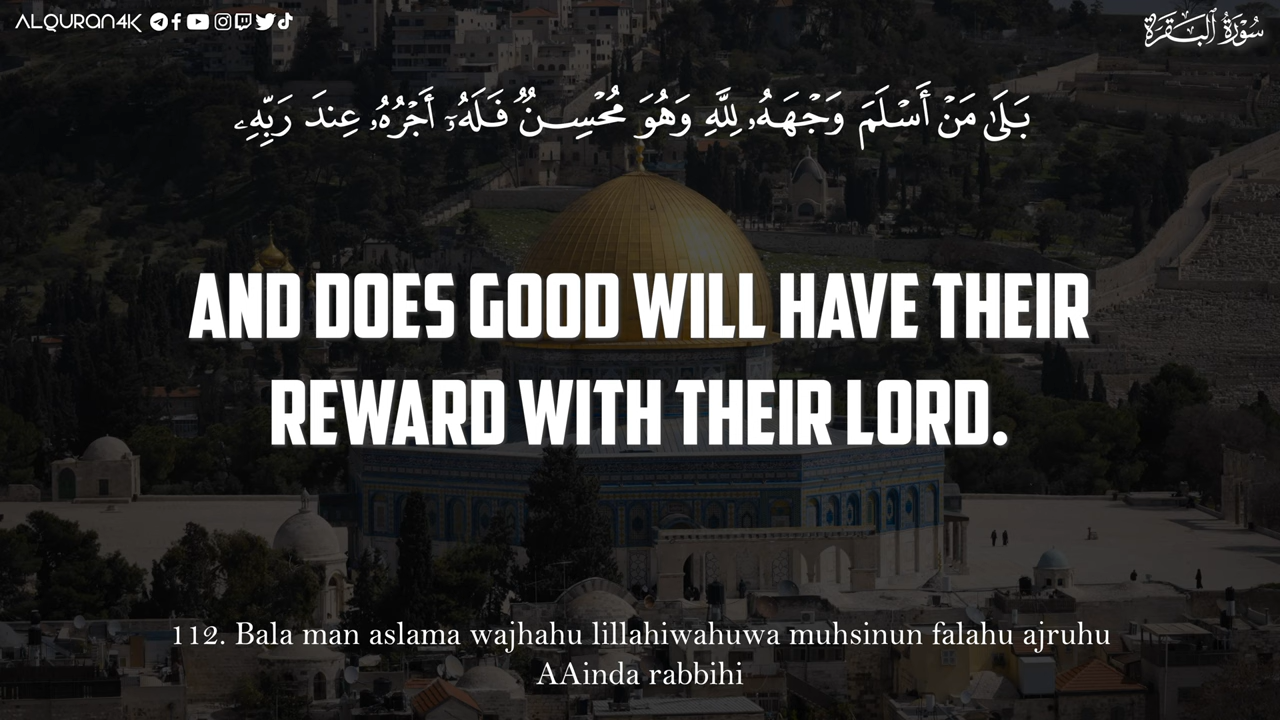 ALQURAN4K
سُورَةُ ٱلْبَقَرَةِ
بَلَىٰ مَنْ أَسْلَمَ وَجْهَهُۥ لِلَّهِ وَهُوَ مُحْسِنٌ فَلَهُۥٓ أَجْرُهُۥ عِندَ رَبِّهِۦ
AND DOES GOOD WILL HAVE THEIR
REWARD WITH THEIR LORD.
112. Bala man aslama wajhahu lillahiwahuwa muhsinun falahu ajruhu
AAinda rabbihi